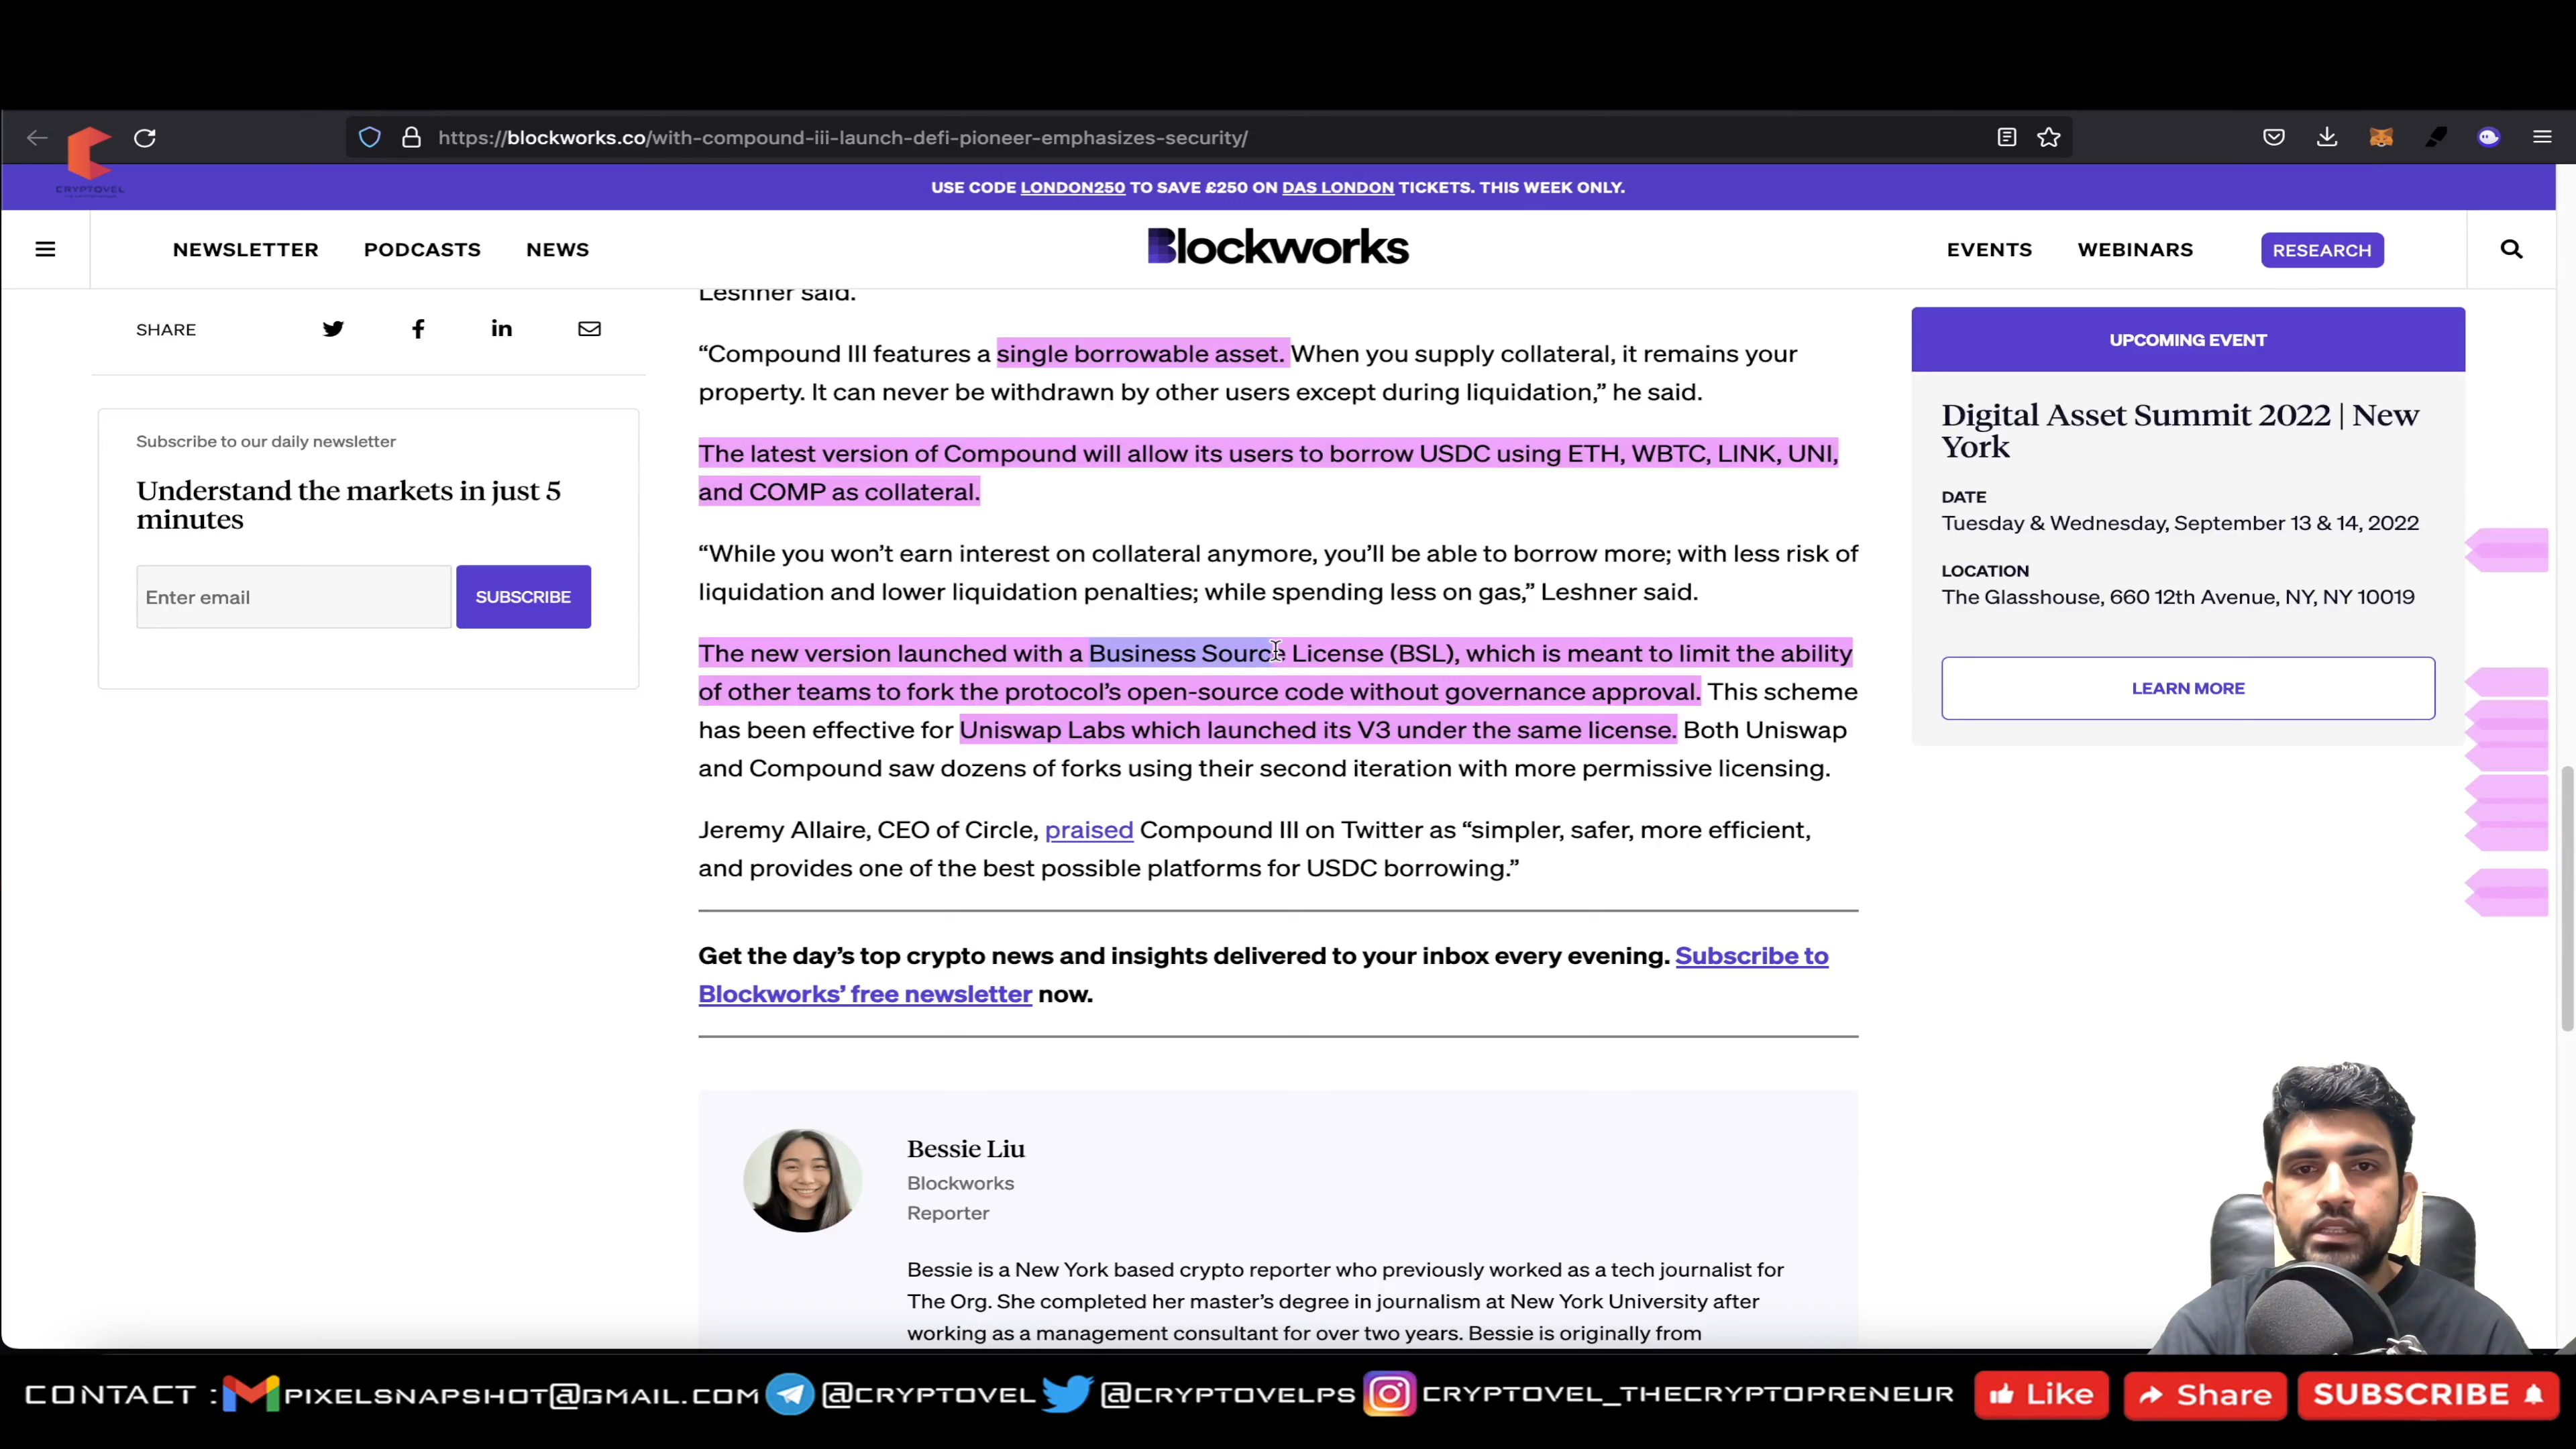 https://blockworks.co/with-compound-iii-launch-defi-pioneer-emphasizes-security/
CRYPTOVEL
USE CODE LONDON250 TO SAVE £250 ON DAS LONDON TICKETS. THIS WEEK ONLY.
NEWSLETTER PODCASTS NEWS Blockworks EVENTS WEBINARS RESEARCH
Leshner said.
SHARE
“Compound III features a single borrowable asset. When you supply collateral, it remains your
property. It can never be withdrawn by other users except during liquidation,” he said.
The latest version of Compound will allow its users to borrow USDC using ETH, WBTC, LINK, UNI,
and COMP as collateral.
“While you won’t earn interest on collateral anymore, you’ll be able to borrow more; with less risk of
liquidation and lower liquidation penalties; while spending less on gas,” Leshner said.
The new version launched with a Business Source License (BSL), which is meant to limit the ability
of other teams to fork the protocol’s open-source code without governance approval. This scheme
has been effective for Uniswap Labs which launched its V3 under the same license. Both Uniswap
and Compound saw dozens of forks using their second iteration with more permissive licensing.
Jeremy Allaire, CEO of Circle, praised Compound III on Twitter as “simpler, safer, more efficient,
and provides one of the best possible platforms for USDC borrowing.”
Get the day’s top crypto news and insights delivered to your inbox every evening. Subscribe to
Blockworks’ free newsletter now.
Subscribe to our daily newsletter
Understand the markets in just 5
minutes
Enter email
SUBSCRIBE
UPCOMING EVENT
Digital Asset Summit 2022 | New
York
DATE
Tuesday & Wednesday, September 13 & 14, 2022
LOCATION
The Glasshouse, 660 12th Avenue, NY, NY 10019
LEARN MORE
Bessie Liu
Blockworks
Reporter
Bessie is a New York based crypto reporter who previously worked as a tech journalist for
The Org. She completed her master’s degree in journalism at New York University after
working as a management consultant for over two years. Bessie is originally from
CONTACT : PIXELSNAPSHOT@GMAIL.COM @CRYPTOVEL @CRYPTOVELPS CRYPTOVEL_THECRYPTOPRENEUR Like Share SUBSCRIBE